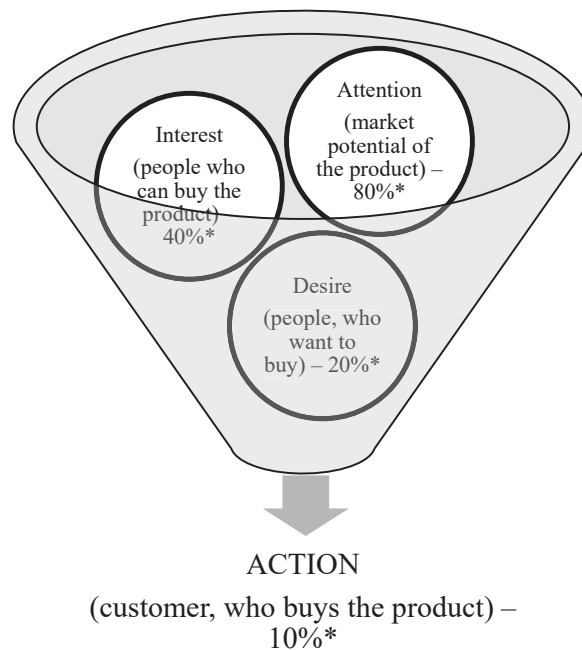 Attention
(market
potential of
the product) –
80%*
Interest
(people who
can buy the
product)
40%*
Desire
(people, who
want to
buy) – 20%*
ACTION
(customer, who buys the product) –
10%*